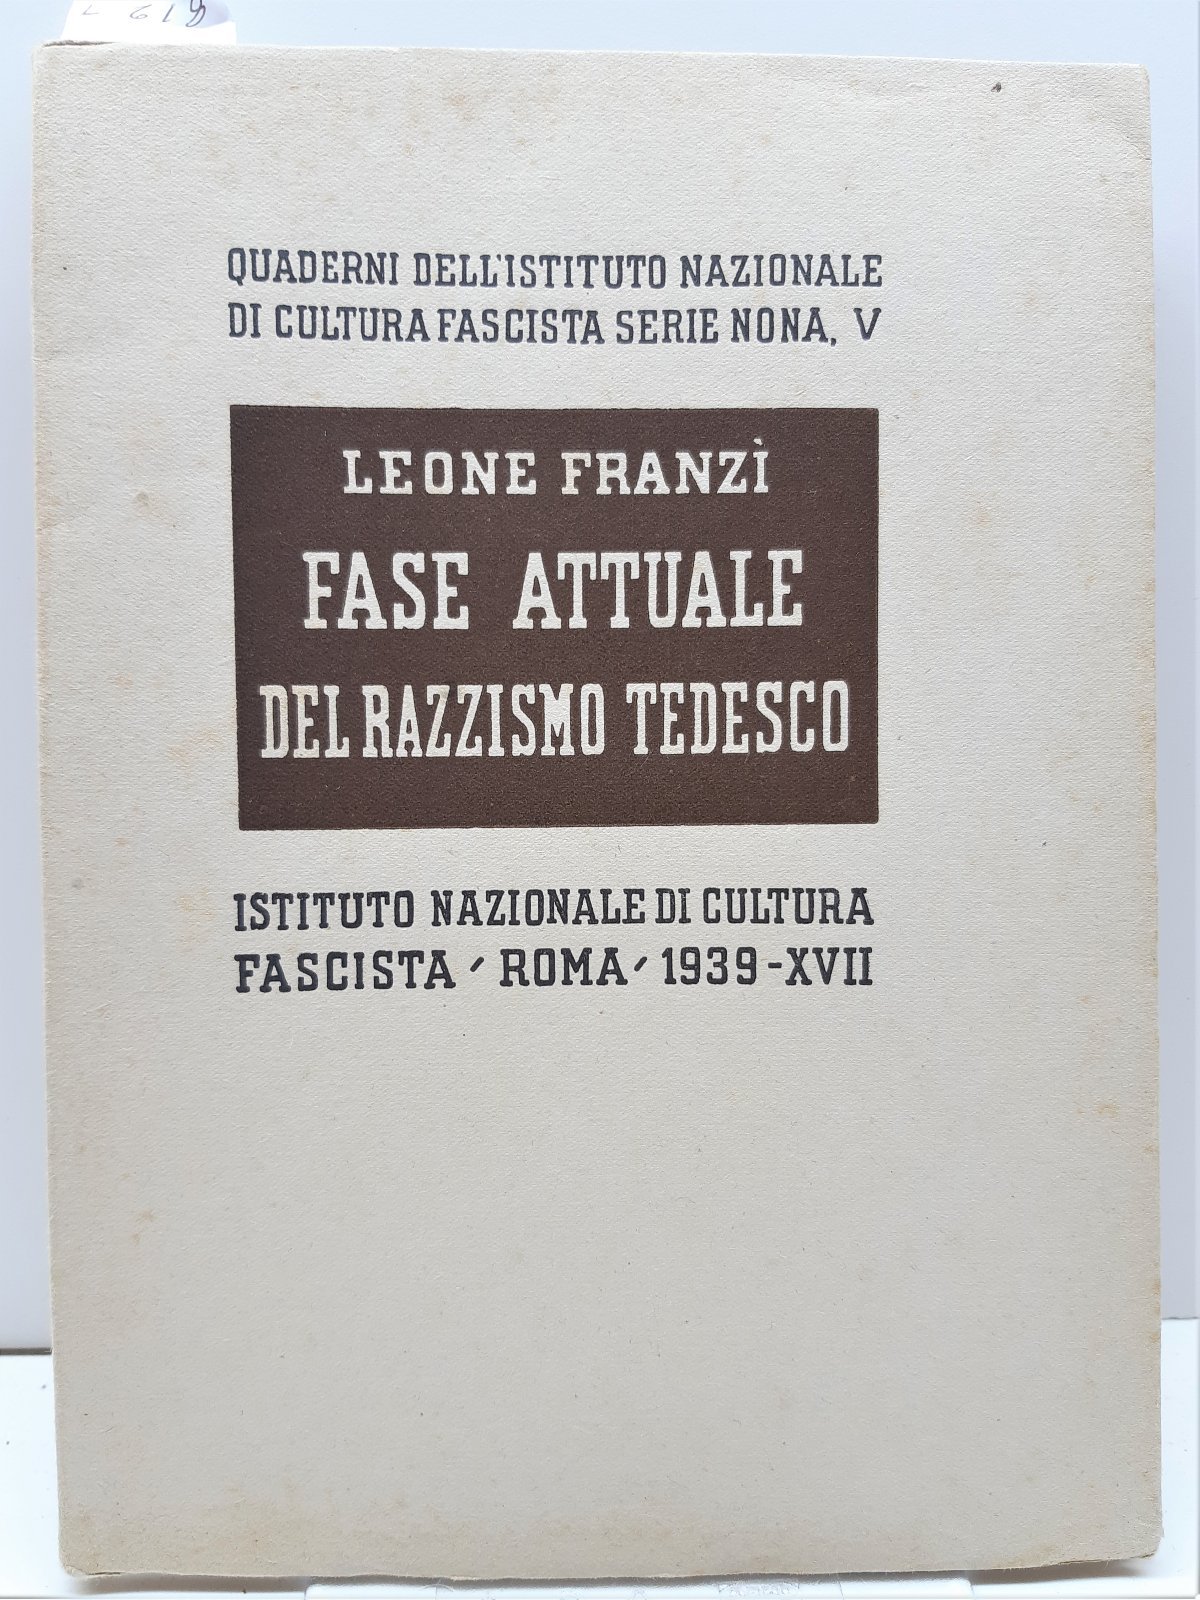 QUADERNI DELL'ISTITUTO NAZIONALE
DI CULTURA FASCISTA SERIE NONA, V
LEONE FRANZÌ
FASE ATTUALE
DEL RAZZISMO TEDESCO
ISTITUTO NAZIONALE DI CULTURA
FASCISTA / ROMA / 1939-XVII